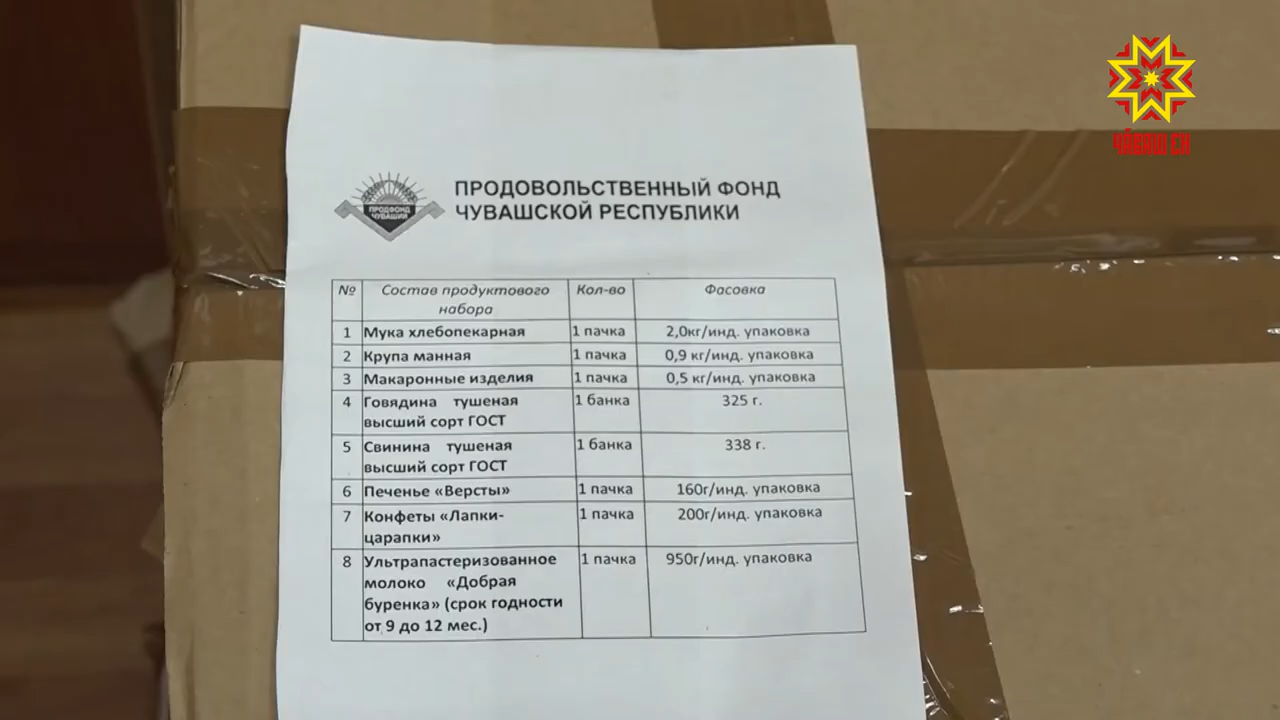 ЧӐВАШ ЕН
ПРОДФОНД
ЧУВАШИИ
ПРОДОВОЛЬСТВЕННЫЙ ФОНД
ЧУВАШСКОЙ РЕСПУБЛИКИ
№ Состав продуктового Кол-во Фасовка
набора
1 Мука хлебопекарная 1 пачка 2,0кг/инд. упаковка
2 Крупа манная 1 пачка 0,9 кг/инд. упаковка
3 Макаронные изделия 1 пачка 0,5 кг/инд. упаковка
4 Говядина тушеная 1 банка 325 г.
высший сорт ГОСТ
5 Свинина тушеная 1 банка 338 г.
высший сорт ГОСТ
6 Печенье «Версты» 1 пачка 160г/инд. упаковка
7 Конфеты «Лапки- 1 пачка 200г/инд. упаковка
царапки»
8 Ультрапастеризованное 1 пачка 950г/инд. упаковка
молоко «Добрая
буренка» (срок годности
от 9 до 12 мес.)